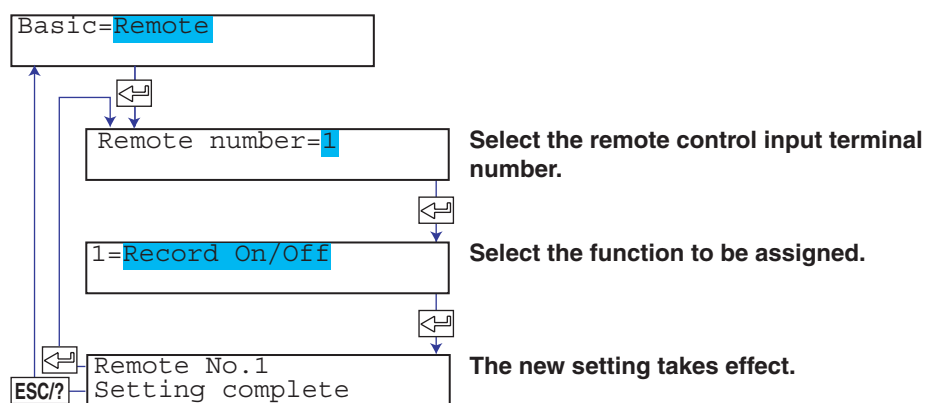 Basic=Remote
Remote number=1
Select the remote control input terminal
number.
1=Record On/Off
Select the function to be assigned.
Remote No.1
Setting complete
The new setting takes effect.
ESC/?